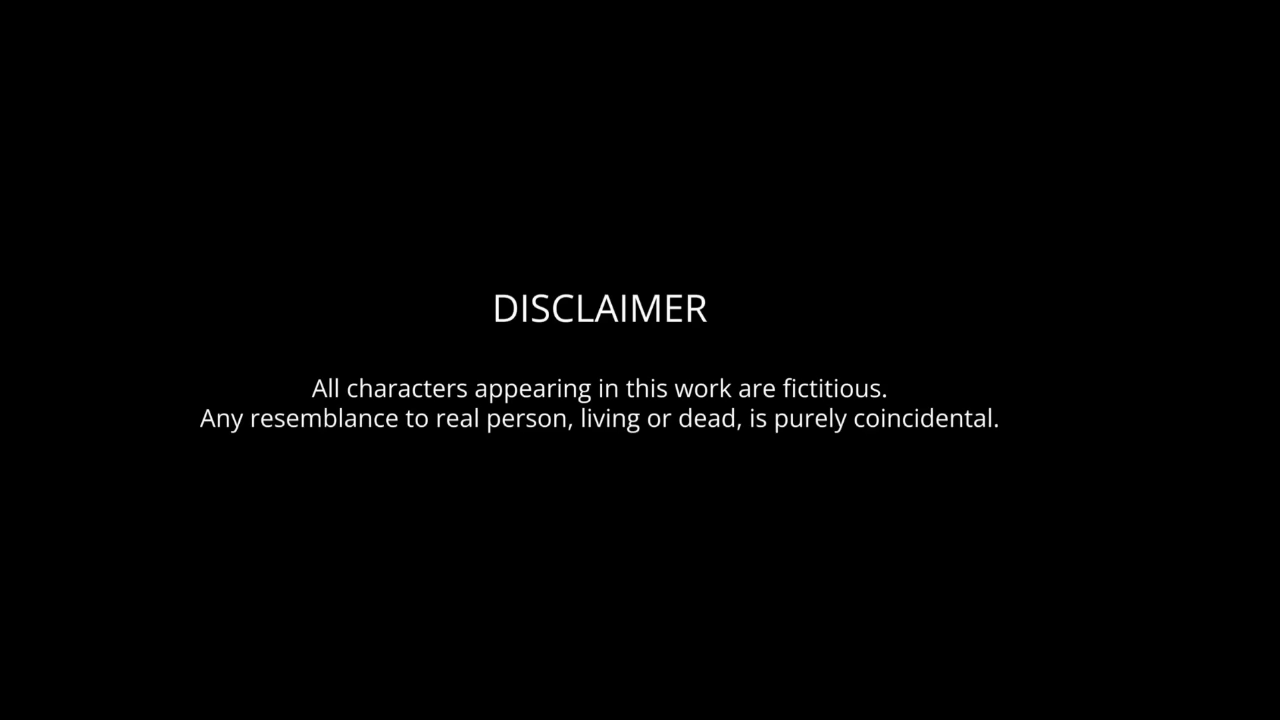 DISCLAIMER
All characters appearing in this work are fictitious.
Any resemblance to real person, living or dead, is purely coincidental.